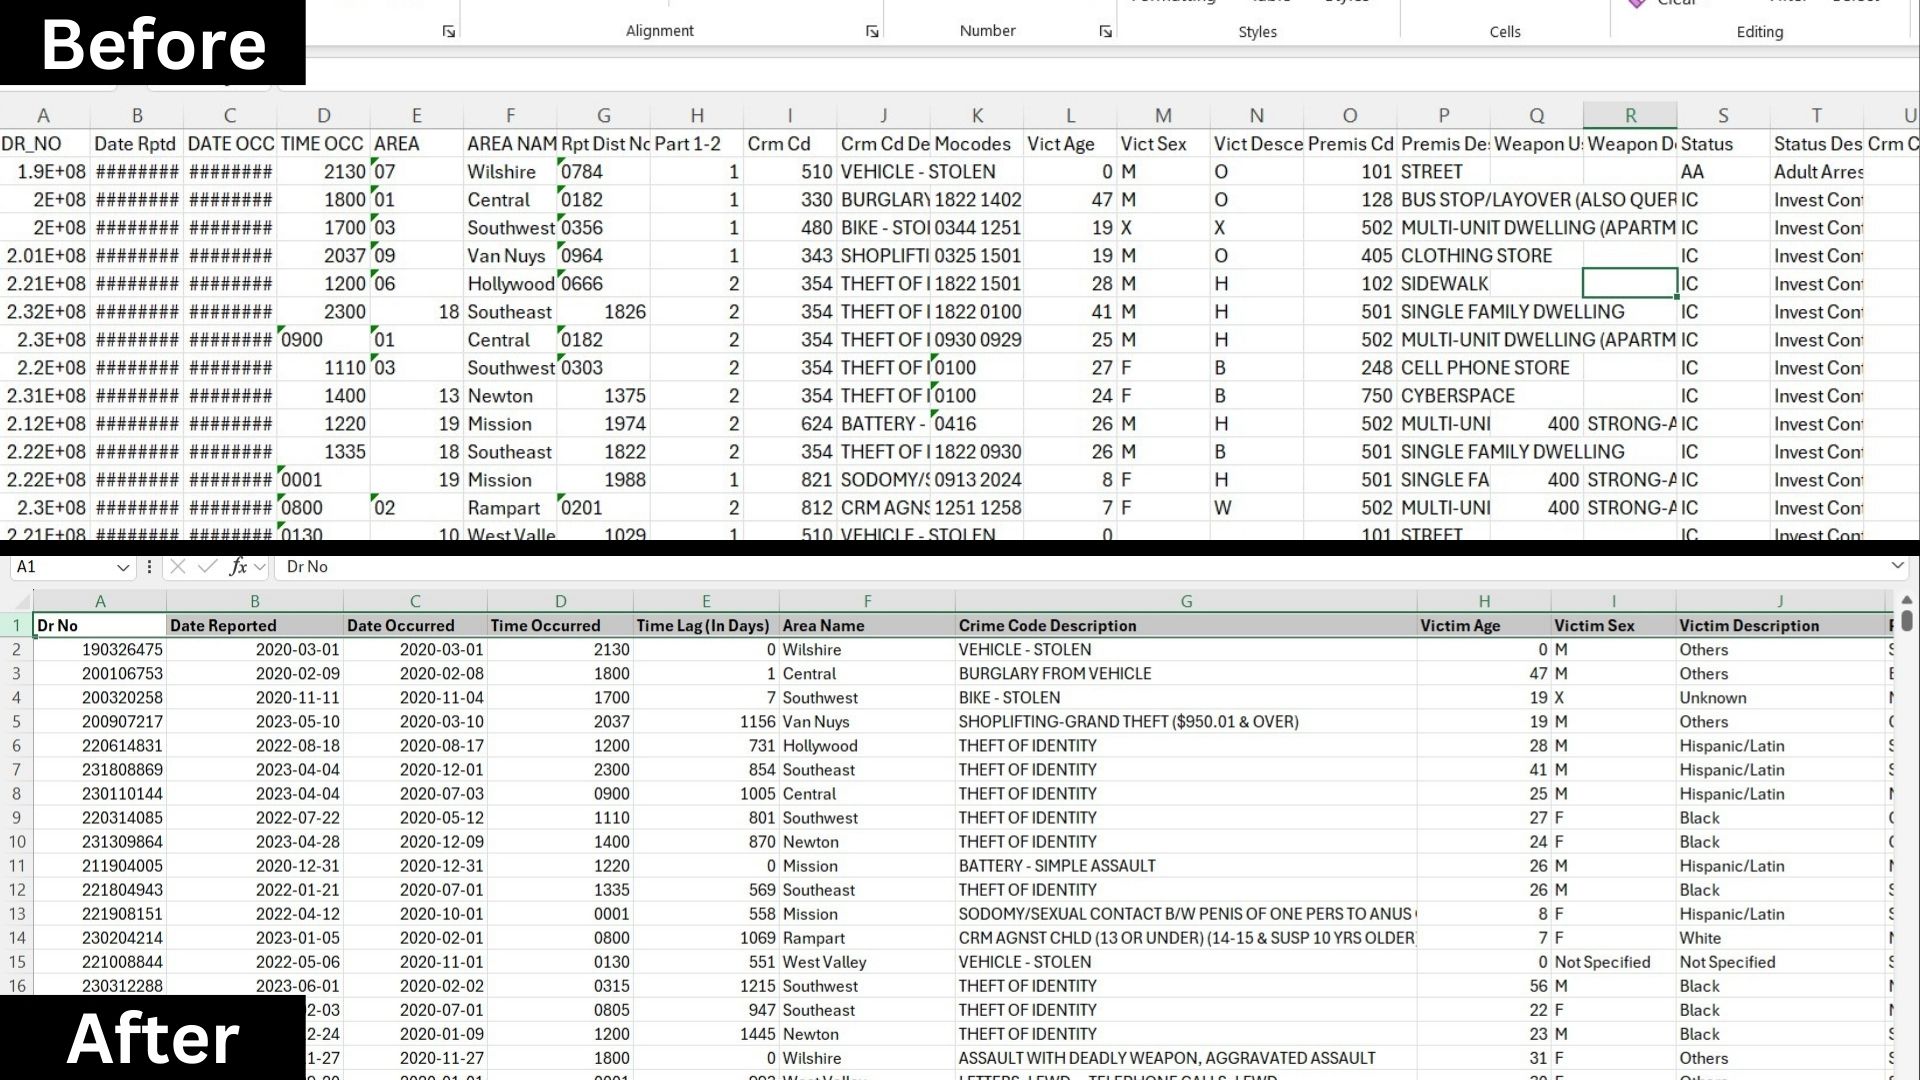 Before
Alignment Number Styles Cells Editing
A B C D E F G H I J K L M N O P Q R S T U
DR_NO Date Rptd DATE OCC TIME OCC AREA AREA NAM Rpt Dist No Part 1-2 Crm Cd Crm Cd De Mocodes Vict Age Vict Sex Vict Desce Premis Cd Premis Des Weapon U Weapon De Status Status Des Crm C
1.9E+08 ######## ######## 2130 07 Wilshire 0784 1 510 VEHICLE - STOLEN 0 M O 101 STREET AA Adult Arres
2E+08 ######## ######## 1800 01 Central 0182 1 330 BURGLARY 1822 1402 47 M O 128 BUS STOP/LAYOVER (ALSO QUER IC Invest Con
2E+08 ######## ######## 1700 03 Southwest 0356 1 480 BIKE - STO 0344 1251 19 X X 502 MULTI-UNIT DWELLING (APARTM IC Invest Con
2.01E+08 ######## ######## 2037 09 Van Nuys 0964 1 343 SHOPLIFTI 0325 1501 19 M O 405 CLOTHING STORE IC Invest Con
2.21E+08 ######## ######## 1200 06 Hollywood 0666 2 354 THEFT OF I 1822 1501 28 M H 102 SIDEWALK IC Invest Con
2.32E+08 ######## ######## 2300 18 Southeast 1826 2 354 THEFT OF I 1822 0100 41 M H 501 SINGLE FAMILY DWELLING IC Invest Con
2.3E+08 ######## ######## 0900 01 Central 0182 2 354 THEFT OF I 0930 0929 25 M H 502 MULTI-UNIT DWELLING (APARTM IC Invest Con
2.2E+08 ######## ######## 1110 03 Southwest 0303 2 354 THEFT OF I 0100 27 F B 248 CELL PHONE STORE IC Invest Con
2.31E+08 ######## ######## 1400 13 Newton 1375 2 354 THEFT OF I 0100 24 F B 750 CYBERSPACE IC Invest Con
2.12E+08 ######## ######## 1220 19 Mission 1974 2 624 BATTERY - 0416 26 M H 502 MULTI-UNI 400 STRONG-A IC Invest Con
2.22E+08 ######## ######## 1335 18 Southeast 1822 2 354 THEFT OF I 1822 0930 26 M B 501 SINGLE FAMILY DWELLING IC Invest Con
2.22E+08 ######## ######## 0001 19 Mission 1988 1 821 SODOMY/S 0913 2024 8 F H 501 SINGLE FA 400 STRONG-A IC Invest Con
2.3E+08 ######## ######## 0800 02 Rampart 0201 2 812 CRM AGNS 1251 1258 7 F W 502 MULTI-UNI 400 STRONG-A IC Invest Con
2.21E+08 ######## ######## 0130 10 West Valle 1029 1 510 VEHICLE - STOLEN 0 101 STREET IC Invest Con
A1 fx Dr No
A B C D E F G H I J
1 Dr No Date Reported Date Occurred Time Occurred Time Lag (In Days) Area Name Crime Code Description Victim Age Victim Sex Victim Description
2 190326475 2020-03-01 2020-03-01 2130 0 Wilshire VEHICLE - STOLEN 0 M Others
3 200106753 2020-02-09 2020-02-08 1800 1 Central BURGLARY FROM VEHICLE 47 M Others
4 200320258 2020-11-11 2020-11-04 1700 7 Southwest BIKE - STOLEN 19 X Unknown
5 200907217 2023-05-10 2020-03-10 2037 1156 Van Nuys SHOPLIFTING-GRAND THEFT ($950.01 & OVER) 19 M Others
6 220614831 2022-08-18 2020-08-17 1200 731 Hollywood THEFT OF IDENTITY 28 M Hispanic/Latin
7 231808869 2023-04-04 2020-12-01 2300 854 Southeast THEFT OF IDENTITY 41 M Hispanic/Latin
8 230110144 2023-04-04 2020-07-03 0900 1005 Central THEFT OF IDENTITY 25 M Hispanic/Latin
9 220314085 2022-07-22 2020-05-12 1110 801 Southwest THEFT OF IDENTITY 27 F Black
10 231309864 2023-04-28 2020-12-09 1400 870 Newton THEFT OF IDENTITY 24 F Black
11 211904005 2020-12-31 2020-12-31 1220 0 Mission BATTERY - SIMPLE ASSAULT 26 M Hispanic/Latin
12 221804943 2022-01-21 2020-07-01 1335 569 Southeast THEFT OF IDENTITY 26 M Black
13 221908151 2022-04-12 2020-10-01 0001 558 Mission SODOMY/SEXUAL CONTACT B/W PENIS OF ONE PERS TO ANUS 8 F Hispanic/Latin
14 230204214 2023-01-05 2020-02-01 0800 1069 Rampart CRM AGNST CHLD (13 OR UNDER) (14-15 & SUSP 10 YRS OLDER) 7 F White
15 221008844 2022-05-06 2020-11-01 0130 551 West Valley VEHICLE - STOLEN 0 Not Specified Not Specified
16 230312288 2023-06-01 2020-02-02 0315 1215 Southwest THEFT OF IDENTITY 56 M Black
2-03 2020-07-01 0805 947 Southeast THEFT OF IDENTITY 22 F Black
2-24 2020-01-09 1200 1445 Newton THEFT OF IDENTITY 23 M Black
1-27 2020-11-27 1800 0 Wilshire ASSAULT WITH DEADLY WEAPON, AGGRAVATED ASSAULT 31 F Others
After